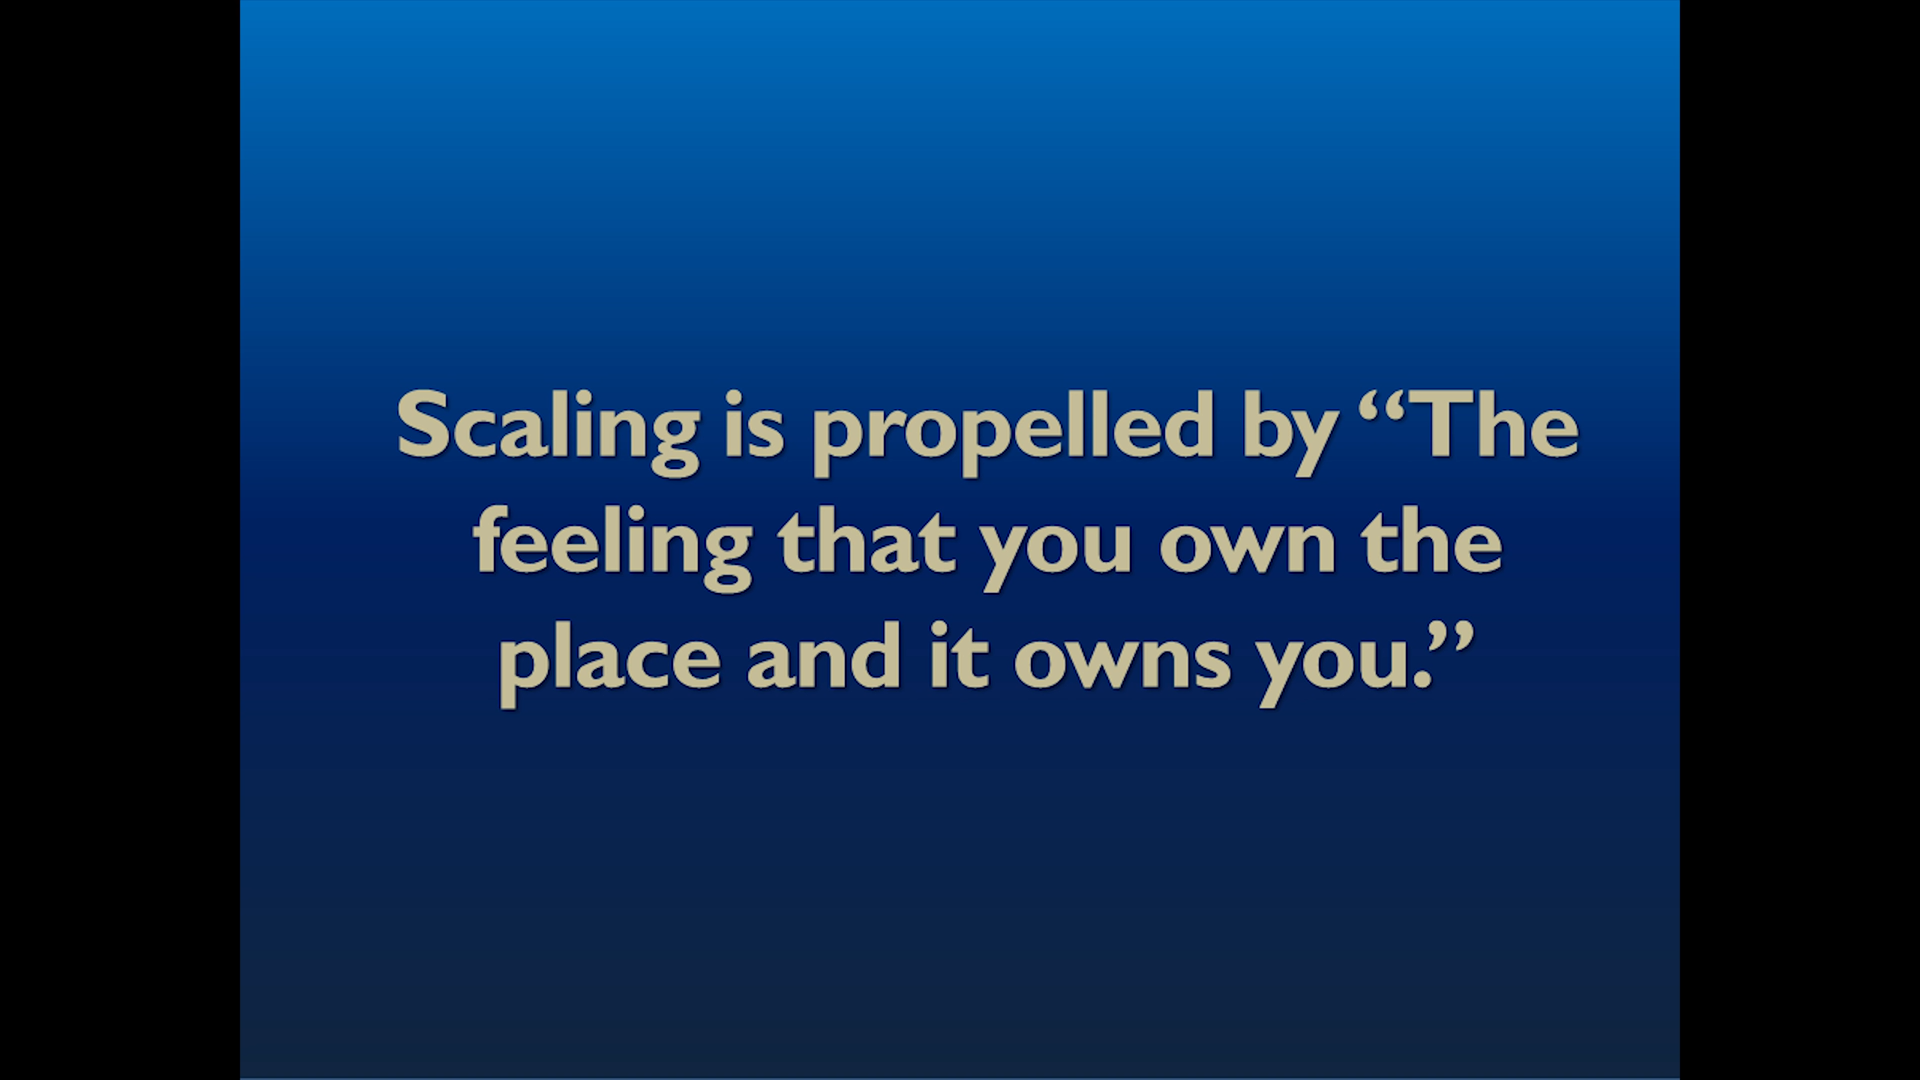 Scaling is propelled by “The
feeling that you own the
place and it owns you.”